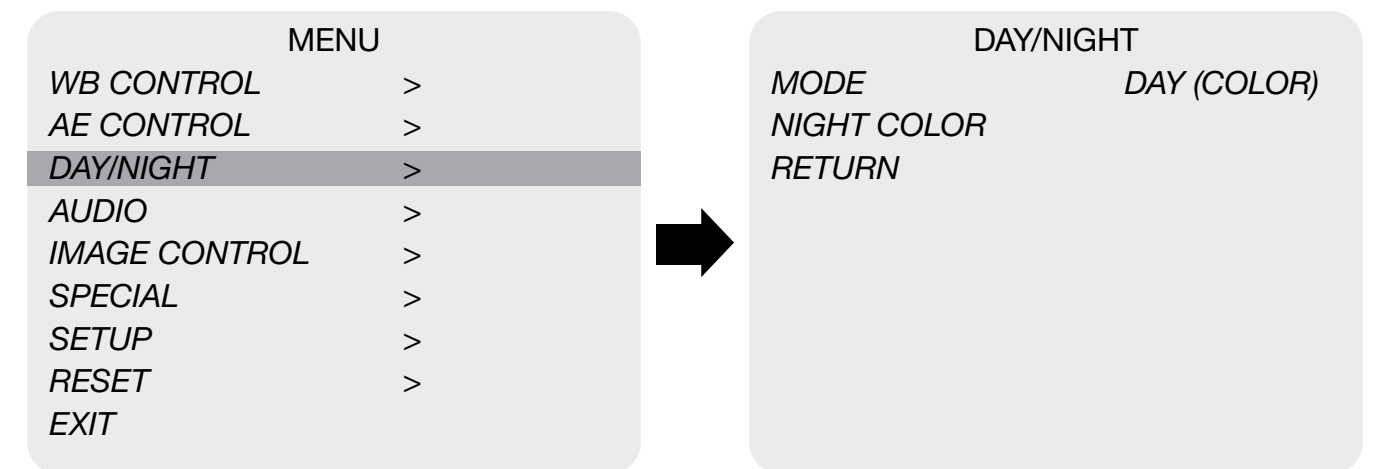 MENU
WB CONTROL >
AE CONTROL >
DAY/NIGHT >
AUDIO >
IMAGE CONTROL >
SPECIAL >
SETUP >
RESET >
EXIT
DAY/NIGHT
MODE DAY (COLOR)
NIGHT COLOR
RETURN